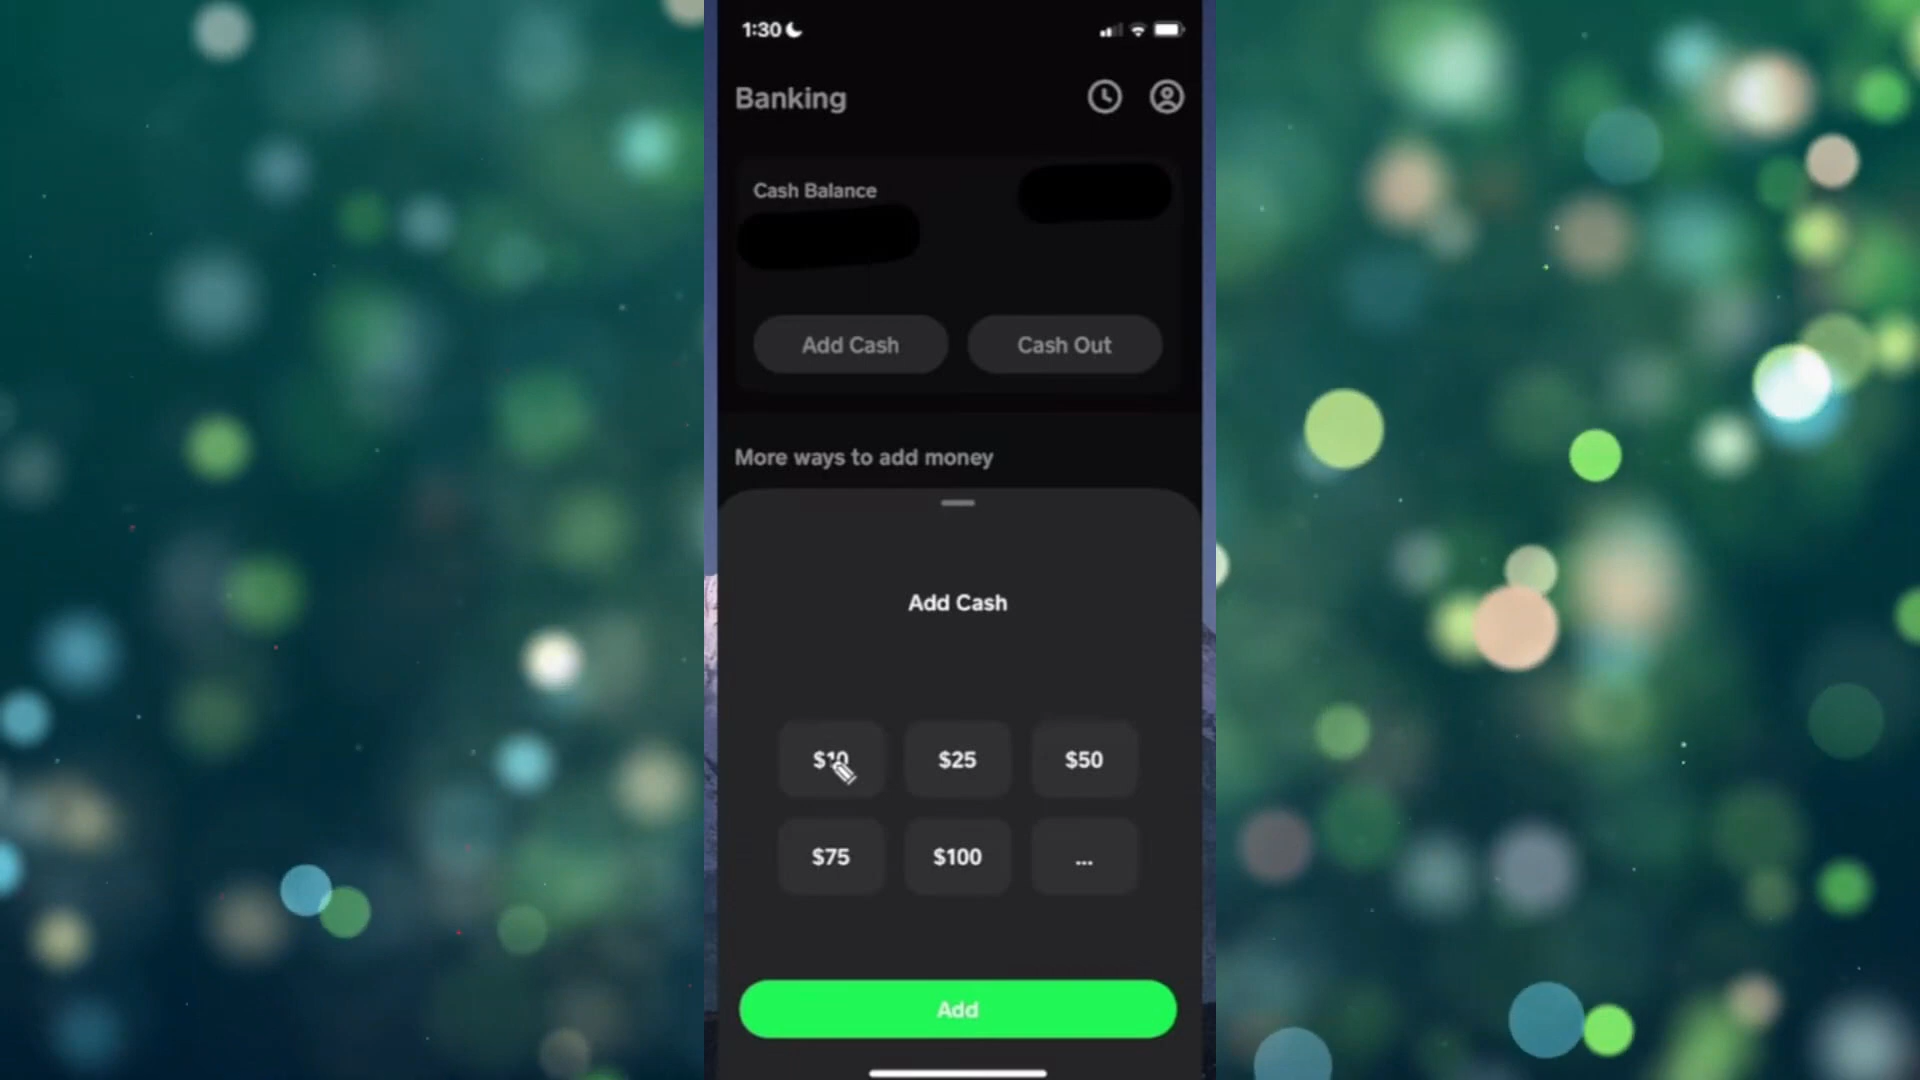 1:30
Banking
Cash Balance
Add Cash
Cash Out
More ways to add money
Add Cash
$10
$25
$50
$75
$100
...
Add